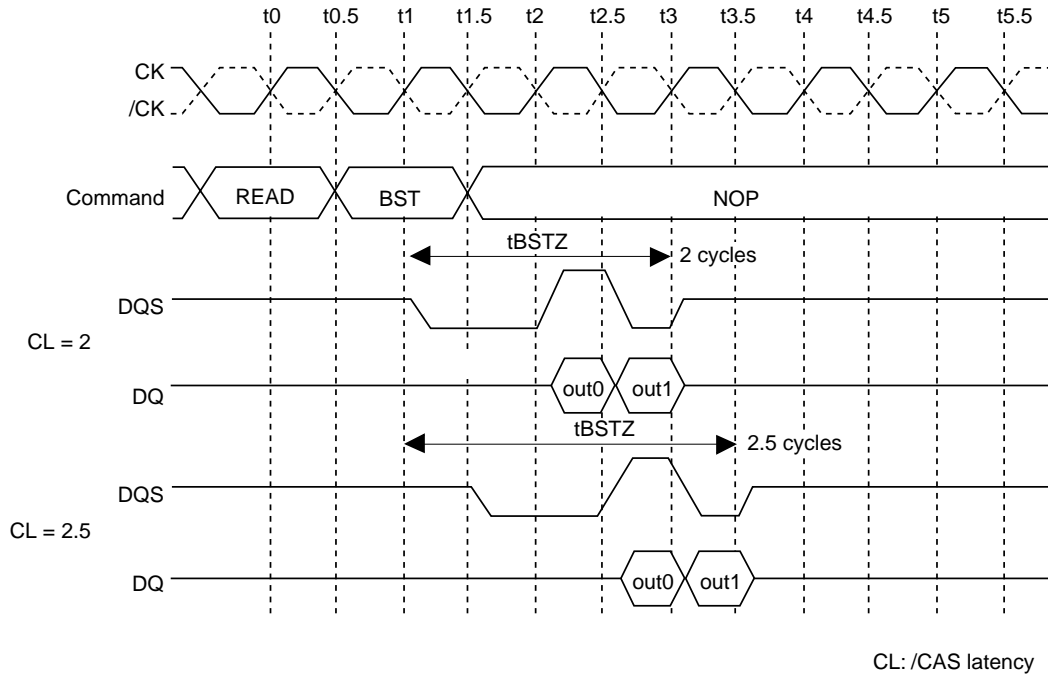 t0 t0.5 t1 t1.5 t2 t2.5 t3 t3.5 t4 t4.5 t5 t5.5
CK
/CK
Command READ BST NOP
tBSTZ
2 cycles
DQS
CL = 2
DQ out0 out1
tBSTZ
2.5 cycles
DQS
CL = 2.5
DQ out0 out1
CL: /CAS latency